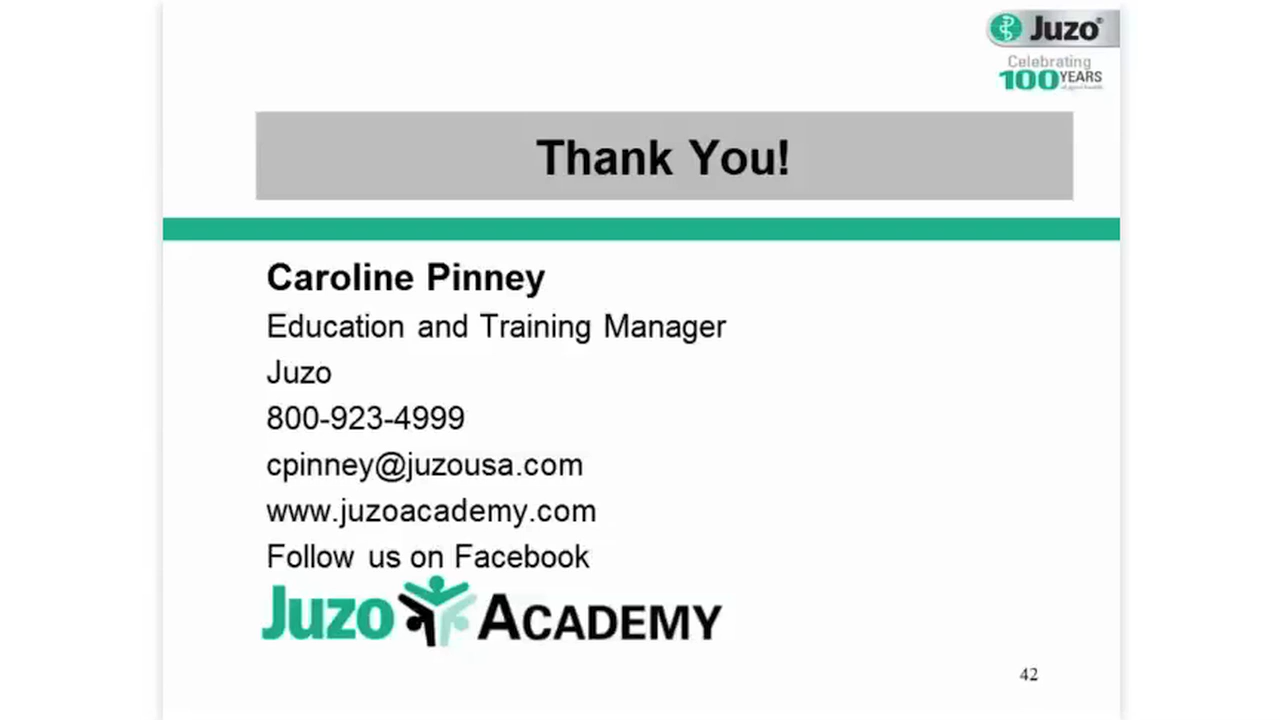 Juzo®
Celebrating
100 YEARS
Thank You!
Caroline Pinney
Education and Training Manager
Juzo
800-923-4999
cpinney@juzousa.com
www.juzoacademy.com
Follow us on Facebook
Juzo ACADEMY
42